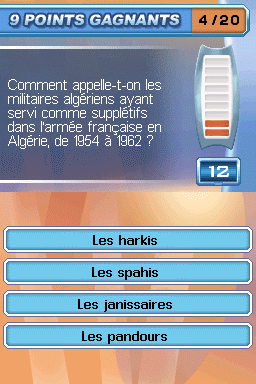 9 POINTS GAGNANTS
4/20
Comment appelle-t-on les
militaires algériens ayant
servi comme supplétifs
dans l'armée française en
Algérie, de 1954 à 1962 ?
12
Les harkis
Les spahis
Les janissaires
Les pandours